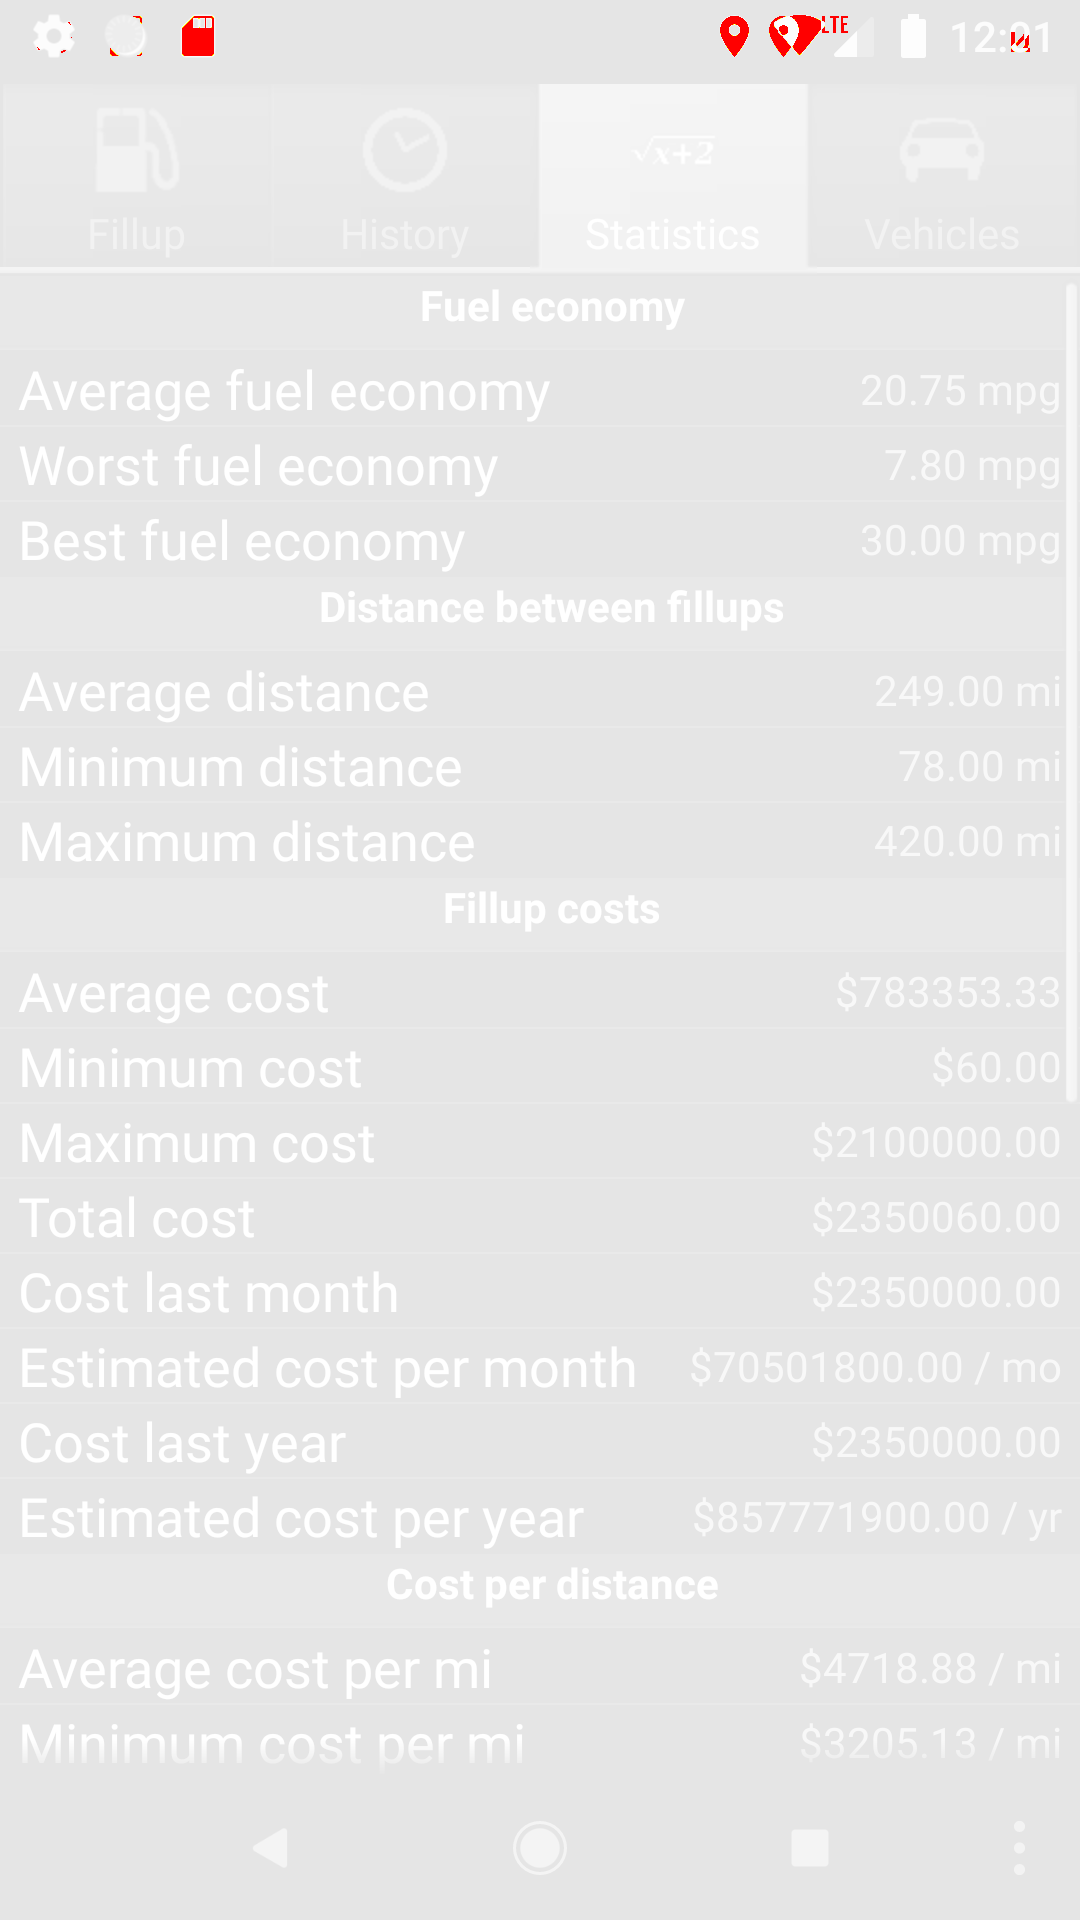 LTE
Fillup History √x+2 Statistics Vehicles
Fuel economy
Average fuel economy 20.75 mpg
Worst fuel economy 7.80 mpg
Best fuel economy 30.00 mpg
Distance between fillups
Average distance 249.00 mi
Minimum distance 78.00 mi
Maximum distance 420.00 mi
Fillup costs
Average cost $783353.33
Minimum cost $60.00
Maximum cost $2100000.00
Total cost $2350060.00
Cost last month $2350000.00
Estimated cost per month $70501800.00 / mo
Cost last year $2350000.00
Estimated cost per year $857771900.00 / yr
Cost per distance
Average cost per mi $4718.88 / mi
Minimum cost per mi $3205.13 / mi